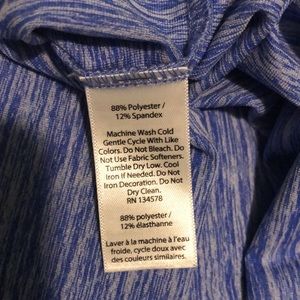 88% Polyester /
12% Spandex
Machine Wash Cold
Gentle Cycle With Like
Colors. Do Not Bleach. Do
Not Use Fabric Softeners.
Tumble Dry Low. Cool
Iron If Needed. Do Not
Iron Decoration. Do Not
Dry Clean.
RN 134578
88% polyester /
12% élasthanne
Laver à la machine à l'eau
froide, cycle doux avec
des couleurs similaires.